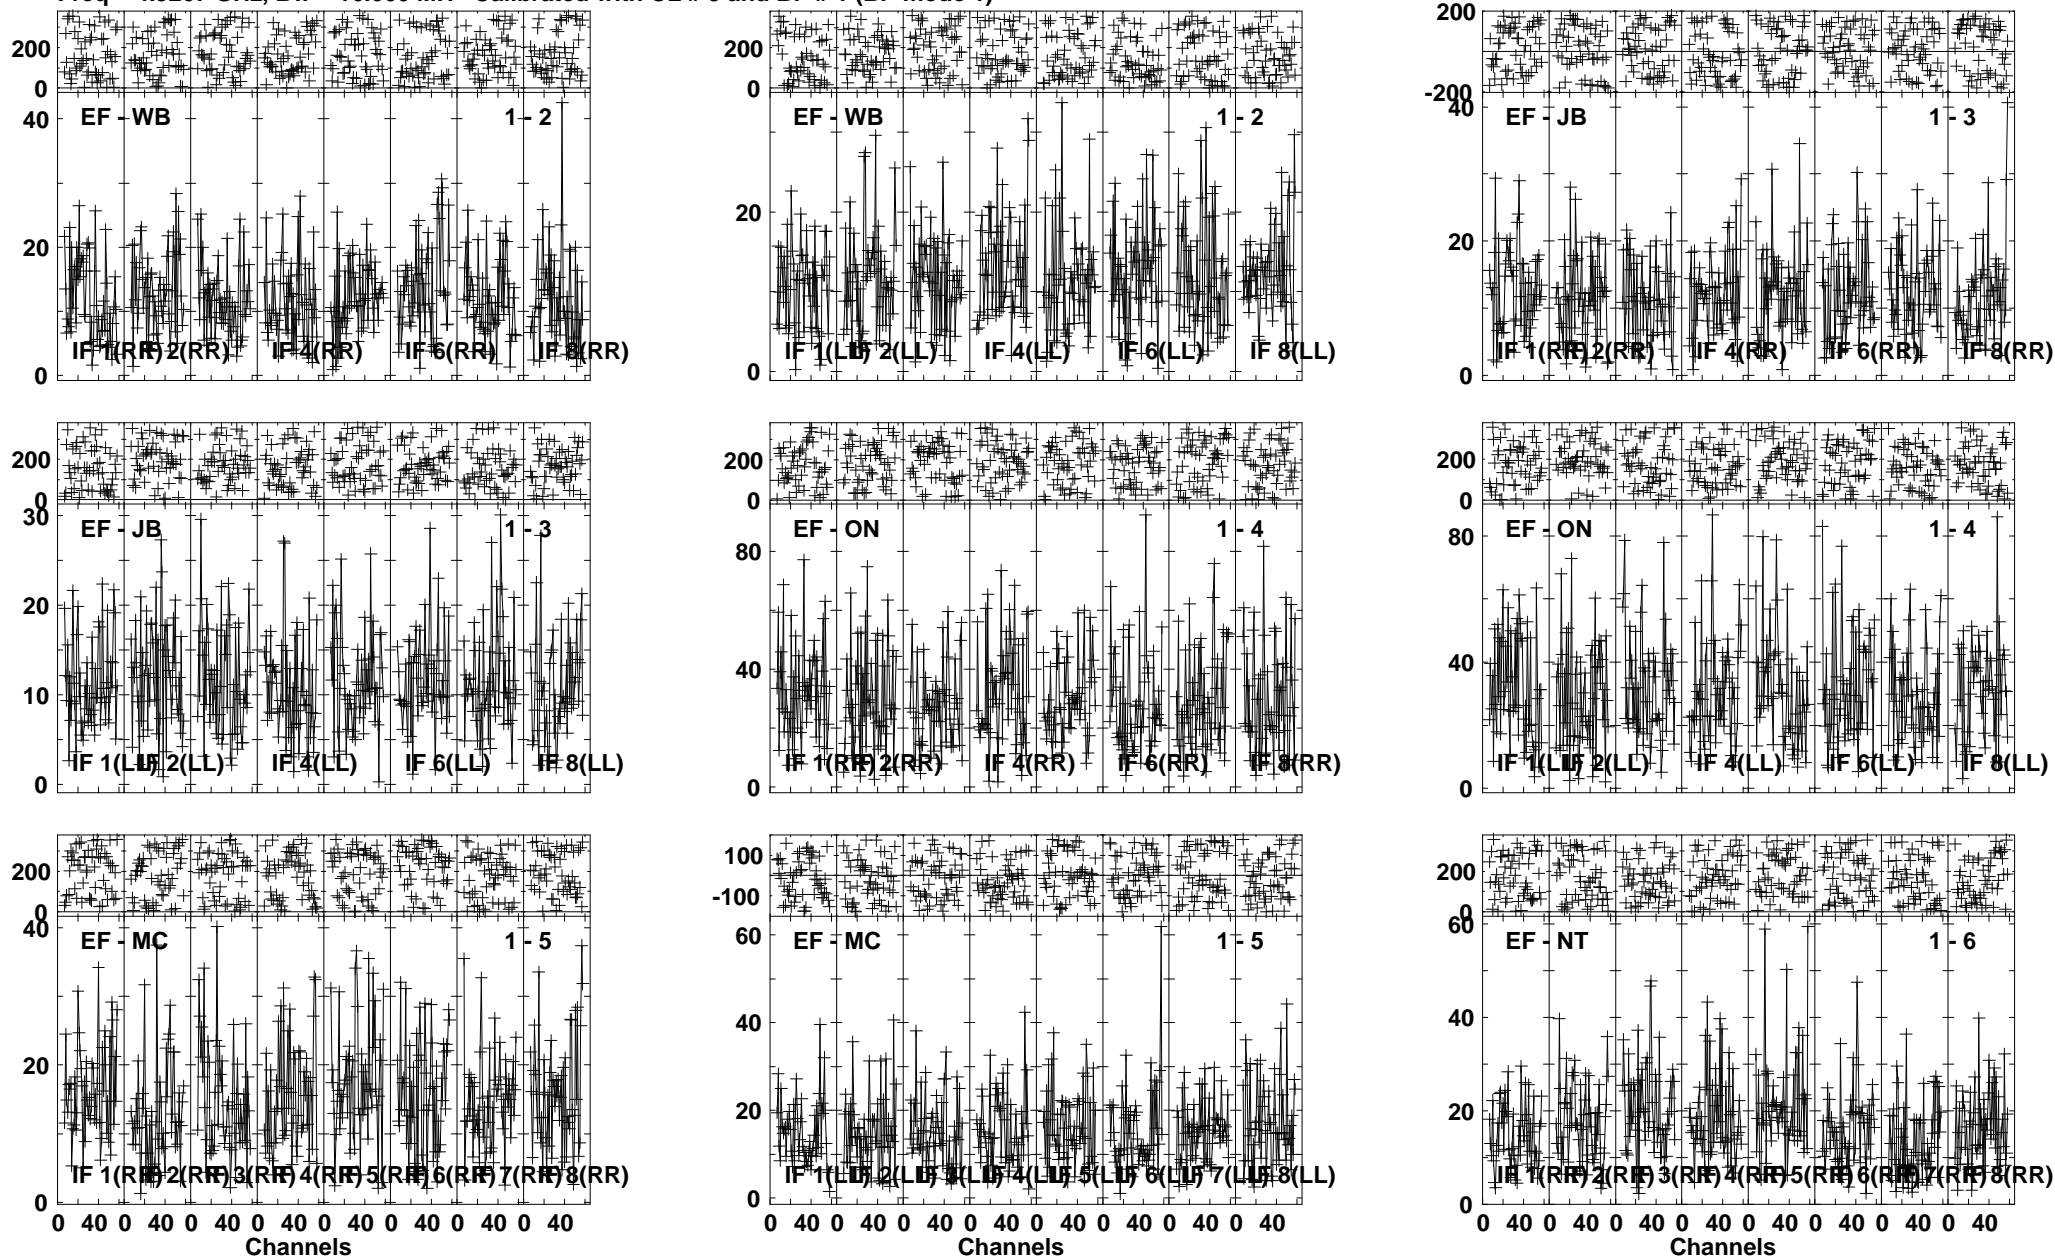 Freq GHz, Calibrated with and (BP mode 1)
200 200 200
0 0 -200
40 EF - WB 1 - 2
20
0
IF 1(RR) IF 2(RR) IF 4(RR) IF 6(RR) IF 8(RR)
EF - WB 1 - 2
20
0
IF 1(LL) IF 2(LL) IF 4(LL) IF 6(LL) IF 8(LL)
40 EF - JB 1 - 3
20
0
IF 1(RR) IF 2(RR) IF 4(RR) IF 6(RR) IF 8(RR)
200 200 200
0 0 0
30 EF - JB 1 - 3
20
10
0
IF 1(LL) IF 2(LL) IF 4(LL) IF 6(LL) IF 8(LL)
EF - ON 1 - 4
80
40
0
IF 1(RR) IF 2(RR) IF 4(RR) IF 6(RR) IF 8(RR)
EF - ON 1 - 4
80
40
0
IF 1(LL) IF 2(LL) IF 4(LL) IF 6(LL) IF 8(LL)
200 100 200
0 -100 0
40 EF - MC 1 - 5
20
0
IF 1(RR) IF 2(RR) IF 3(RR) IF 4(RR) IF 5(RR) IF 6(RR) IF 7(RR) IF 8(RR)
0 40 0 40 0 40 0 40 0 40 0 40 0 40 0 40
Channels
60 EF - MC 1 - 5
40
20
0
IF 1(LL) IF 2(LL) IF 3(LL) IF 4(LL) IF 5(LL) IF 6(LL) IF 7(LL) IF 8(LL)
0 40 0 40 0 40 0 40 0 40 0 40 0 40 0 40
Channels
60 EF - NT 1 - 6
40
20
0
IF 1(RR) IF 2(RR) IF 3(RR) IF 4(RR) IF 5(RR) IF 6(RR) IF 7(RR) IF 8(RR)
0 40 0 40 0 40 0 40 0 40 0 40 0 40 0 40
Channels